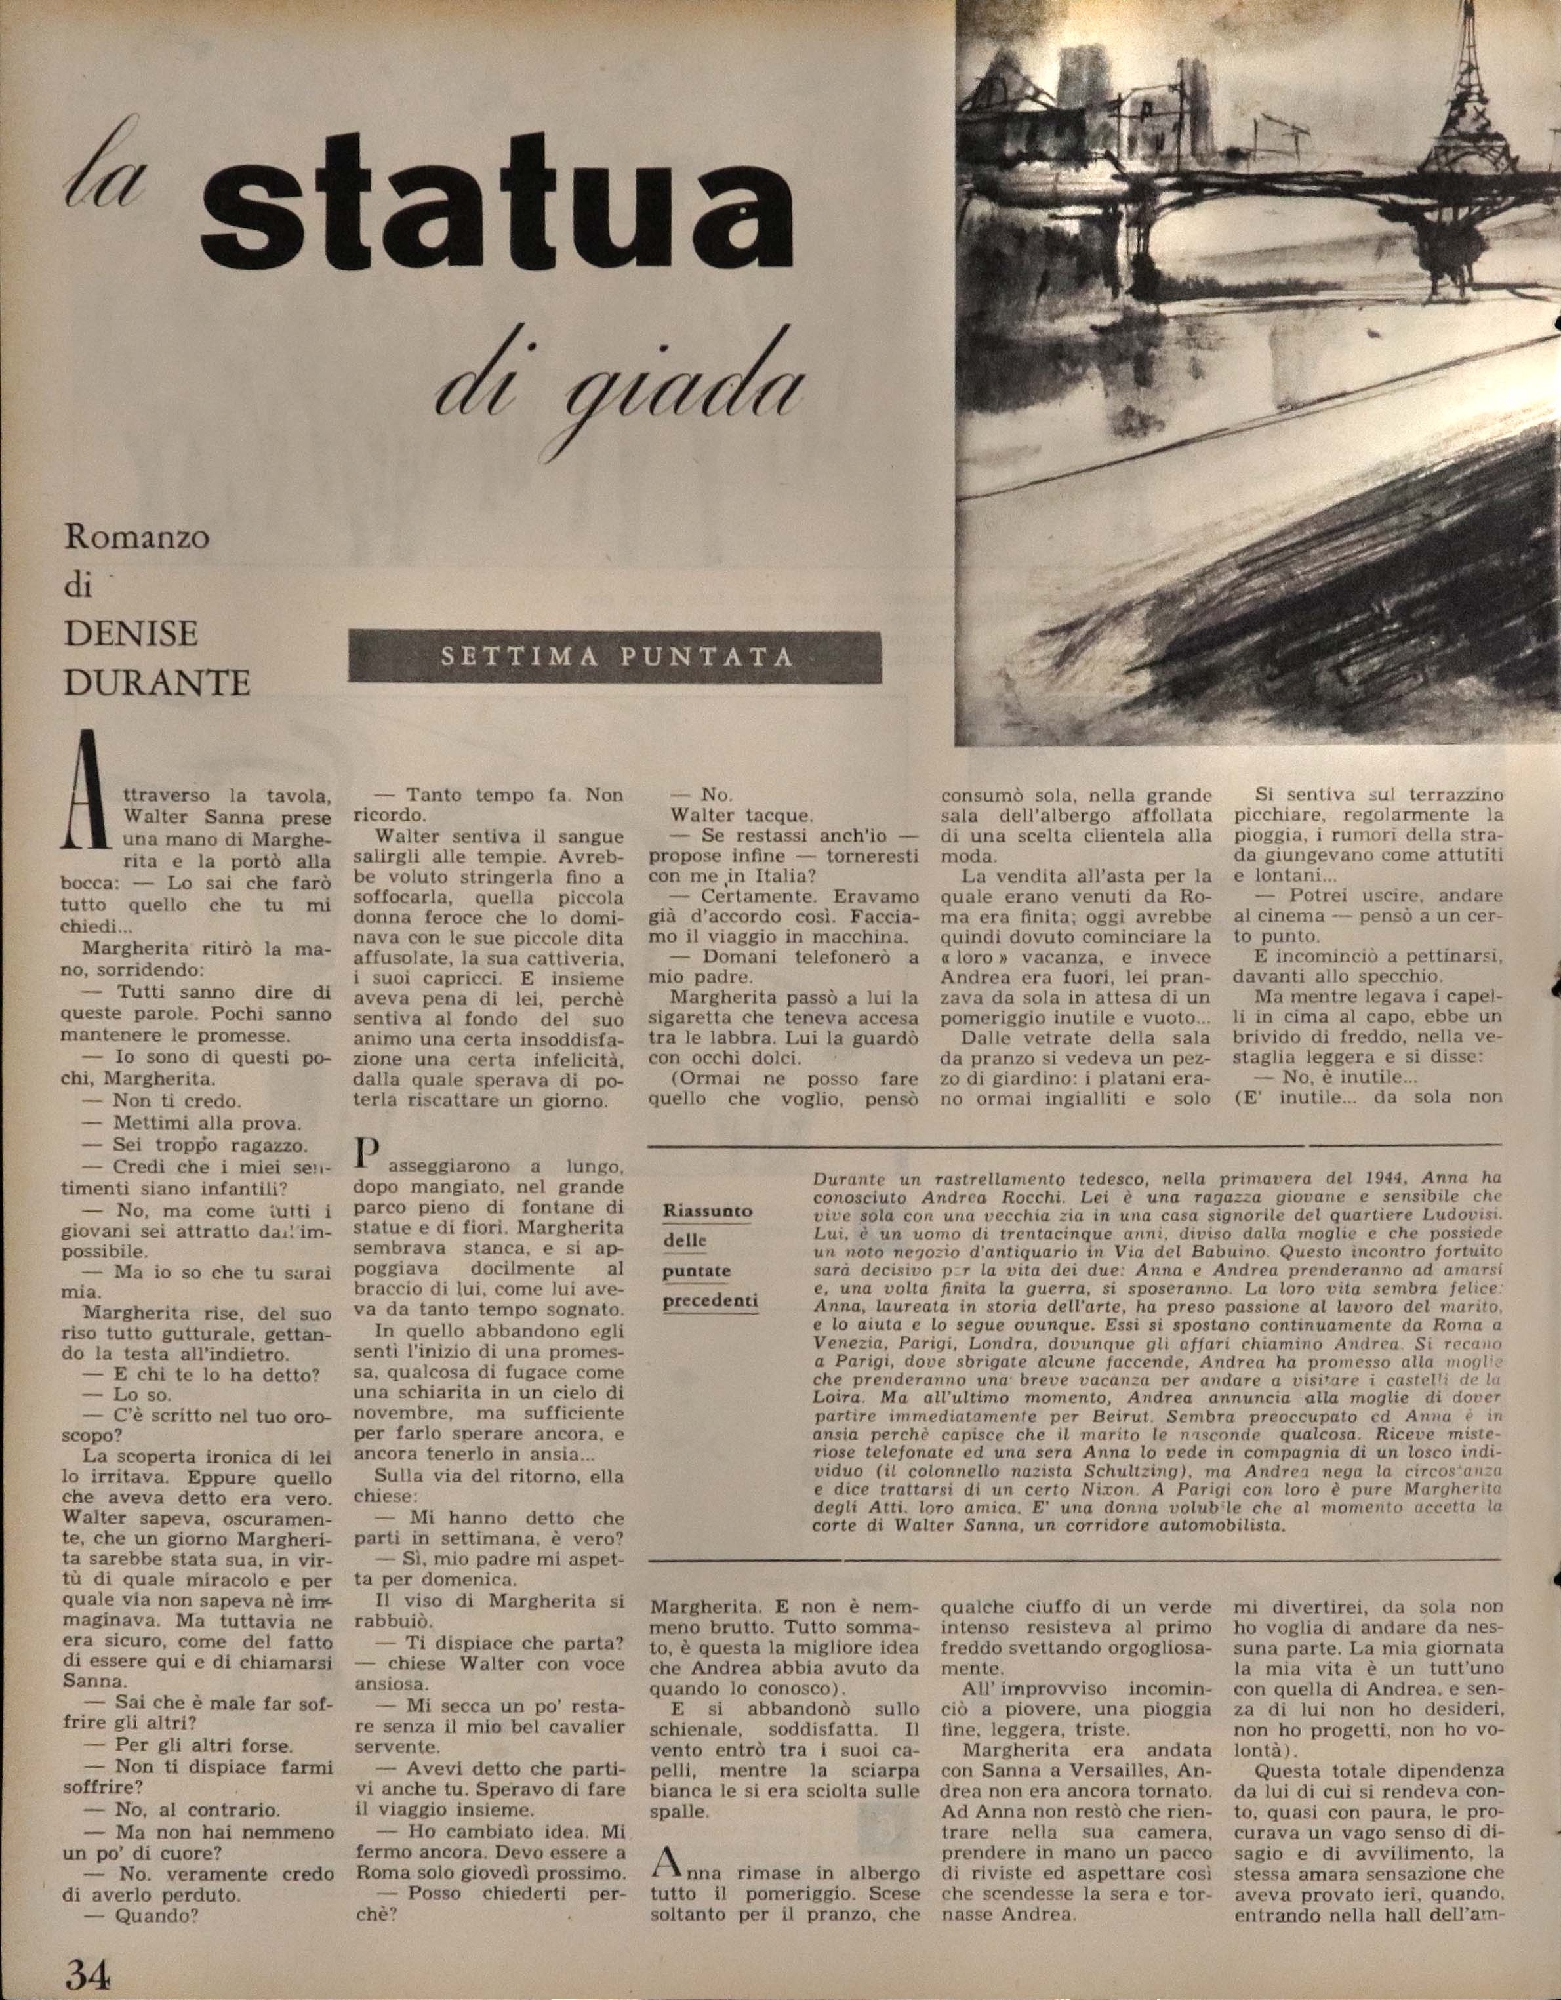 la statua
di giada
Romanzo
di
DENISE
DURANTE
SETTIMA PUNTATA
Attraverso la tavola,
Walter Sanna prese
una mano di Marghe-
rita e la portò alla
bocca: — Lo sai che farò
tutto quello che tu mi
chiedi...
Margherita ritirò la ma-
no, sorridendo:
— Tutti sanno dire di
queste parole. Pochi sanno
mantenere le promesse.
— Io sono di questi po-
chi, Margherita.
— Non ti credo.
— Mettimi alla prova.
— Sei troppo ragazzo.
— Credi che i miei sen-
timenti siano infantili?
— No, ma come tutti i
giovani sei attratto dall'im-
possibile.
— Ma io so che tu sarai
mia.
Margherita rise, del suo
riso tutto gutturale, gettan-
do la testa all'indietro.
— E chi te lo ha detto?
— Lo so.
— C'è scritto nel tuo oro-
scopo?
La scoperta ironica di lei
lo irritava. Eppure quello
che aveva detto era vero.
Walter sapeva, oscuramen-
te, che un giorno Margheri-
ta sarebbe stata sua, in vir-
tù di quale miracolo e per
quale via non sapeva nè im-
maginava. Ma tuttavia ne
era sicuro, come del fatto
di essere qui e di chiamarsi
Sanna.
— Sai che è male far sof-
frire gli altri?
— Per gli altri forse.
— Non ti dispiace farmi
soffrire?
— No, al contrario.
— Ma non hai nemmeno
un po' di cuore?
— No. veramente credo
di averlo perduto.
— Quando?
— Tanto tempo fa. Non
ricordo.
Walter sentiva il sangue
salirgli alle tempie. Avreb-
be voluto stringerla fino a
soffocarla, quella piccola
donna feroce che lo domi-
nava con le sue piccole dita
affusolate, la sua cattiveria,
i suoi capricci. E insieme
aveva pena di lei, perchè
sentiva al fondo del suo
animo una certa insoddisfa-
zione una certa infelicità,
dalla quale sperava di po-
terla riscattare un giorno.
Passeggiarono a lungo,
dopo mangiato, nel grande
parco pieno di fontane di
statue e di fiori. Margherita
sembrava stanca, e si ap-
poggiava docilmente al
braccio di lui, come lui ave-
va da tanto tempo sognato.
In quello abbandono egli
sentì l'inizio di una promes-
sa, qualcosa di fugace come
una schiarita in un cielo di
novembre, ma sufficiente
per farlo sperare ancora, e
ancora tenerlo in ansia...
Sulla via del ritorno, ella
chiese:
— Mi hanno detto che
parti in settimana, è vero?
— Sì, mio padre mi aspet-
ta per domenica.
Il viso di Margherita si
rabbuiò.
— Ti dispiace che parta?
— chiese Walter con voce
ansiosa.
— Mi secca un po' resta-
re senza il mio bel cavalier
servente.
— Avevi detto che parti-
vi anche tu. Speravo di fare
il viaggio insieme.
— Ho cambiato idea. Mi
fermo ancora. Devo essere a
Roma solo giovedì prossimo.
— Posso chiederti per-
chè?
— No.
Walter tacque.
— Se restassi anch'io —
propose infine — torneresti
con me in Italia?
— Certamente. Eravamo
già d'accordo così. Faccia-
mo il viaggio in macchina.
— Domani telefonerò a
mio padre.
Margherita passò a lui la
sigaretta che teneva accesa
tra le labbra. Lui la guardò
con occhi dolci.
(Ormai ne posso fare
quello che voglio, pensò
Margherita. E non è nem-
meno brutto. Tutto somma-
to, è questa la migliore idea
che Andrea abbia avuto da
quando lo conosco).
E si abbandonò sullo
schienale, soddisfatta. Il
vento entrò tra i suoi ca-
pelli, mentre la sciarpa
bianca le si era sciolta sulle
spalle.
Anna rimase in albergo
tutto il pomeriggio. Scese
soltanto per il pranzo, che
consumò sola, nella grande
sala dell'albergo affollata
di una scelta clientela alla
moda.
La vendita all'asta per la
quale erano venuti da Ro-
ma era finita; oggi avrebbe
quindi dovuto cominciare la
« loro » vacanza, e invece
Andrea era fuori, lei pran-
zava da sola in attesa di un
pomeriggio inutile e vuoto...
Dalle vetrate della sala
da pranzo si vedeva un pez-
zo di giardino: i platani era-
no ormai ingialliti e solo
qualche ciuffo di un verde
intenso resisteva al primo
freddo svettando orgogliosa-
mente.
All'improvviso incomin-
ciò a piovere, una pioggia
fine, leggera, triste.
Margherita era andata
con Sanna a Versailles, An-
drea non era ancora tornato.
Ad Anna non restò che rien-
trare nella sua camera,
prendere in mano un pacco
di riviste ed aspettare così
che scendesse la sera e tor-
nasse Andrea.
Si sentiva sul terrazzino
picchiare, regolarmente la
pioggia, i rumori della stra-
da giungevano come attutiti
e lontani...
— Potrei uscire, andare
al cinema — pensò a un cer-
to punto.
E incominciò a pettinarsi,
davanti allo specchio.
Ma mentre legava i capel-
li in cima al capo, ebbe un
brivido di freddo, nella ve-
staglia leggera e si disse:
— No, è inutile...
(E' inutile... da sola non
mi divertirei, da sola non
ho voglia di andare da nes-
suna parte. La mia giornata
la mia vita è un tutt'uno
con quella di Andrea, e sen-
za di lui non ho desideri,
non ho progetti, non ho vo-
lontà).
Questa totale dipendenza
da lui di cui si rendeva con-
to, quasi con paura, le pro-
curava un vago senso di di-
sagio e di avvilimento, la
stessa amara sensazione che
aveva provato ieri, quando,
entrando nella hall dell'am-
Riassunto
delle
puntate
precedenti
Durante un rastrellamento tedesco, nella primavera del 1944, Anna ha
conosciuto Andrea Rocchi. Lei è una ragazza giovane e sensibile che
vive sola con una vecchia zia in una casa signorile del quartiere Ludovisi.
Lui, è un uomo di trentacinque anni, diviso dalla moglie e che possiede
un noto negozio d'antiquario in Via del Babuino. Questo incontro fortuito
sarà decisivo per la vita dei due: Anna e Andrea prenderanno ad amarsi
e, una volta finita la guerra, si sposeranno. La loro vita sembra felice:
Anna, laureata in storia dell'arte, ha preso passione al lavoro del marito,
e lo aiuta e lo segue ovunque. Essi si spostano continuamente da Roma a
Venezia, Parigi, Londra, dovunque gli affari chiamino Andrea. Si recano
a Parigi, dove sbrigate alcune faccende, Andrea ha promesso alla moglie
che prenderanno una breve vacanza per andare a visitare i castelli de la
Loira. Ma all'ultimo momento, Andrea annuncia alla moglie di dover
partire immediatamente per Beirut. Sembra preoccupato ed Anna è in
ansia perchè capisce che il marito le nasconde qualcosa. Riceve miste-
riose telefonate ed una sera Anna lo vede in compagnia di un losco indi-
viduo (il colonnello nazista Schultzing), ma Andrea nega la circostanza
e dice trattarsi di un certo Nixon. A Parigi con loro è pure Margherita
degli Atti, loro amica. E' una donna volubile che al momento accetta la
corte di Walter Sanna, un corridore automobilista.
34